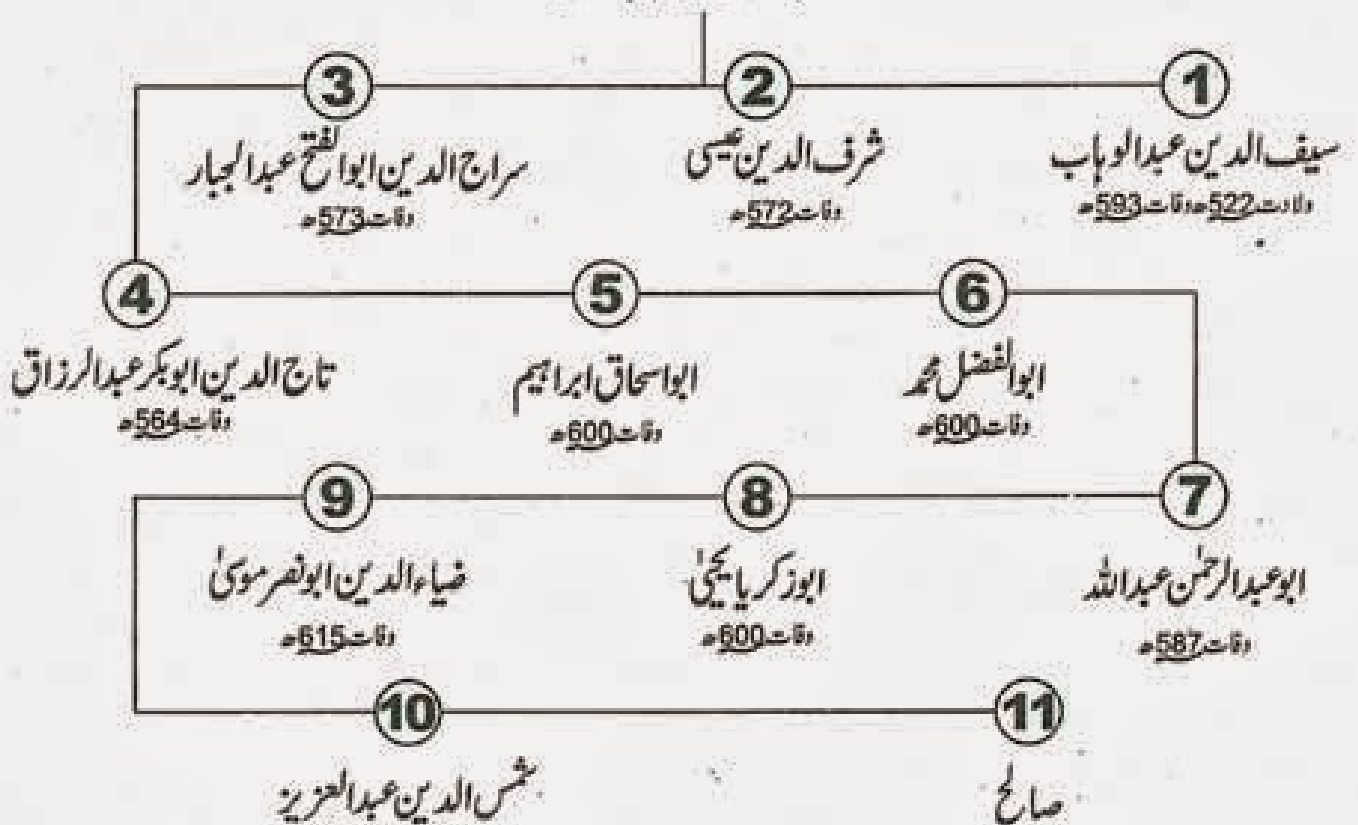 1
سیف الدین عبدالوہاب
ولادت 522ھ وفات 593ھ
2
شرف الدین عیسیٰ
وفات 572ھ
3
سراج الدین ابوالفتح عبدالجبار
وفات 573ھ
4
تاج الدین ابوبکر عبدالرزاق
وفات 564ھ
5
ابواسحاق ابراہیم
وفات 600ھ
6
ابوالفضل محمد
وفات 600ھ
7
ابوعبدالرحمٰن عبداللہ
وفات 587ھ
8
ابوزکریا یحییٰ
وفات 600ھ
9
ضیاء الدین ابونصر موسیٰ
وفات 615ھ
10
شمس الدین عبدالعزیز
11
صالح